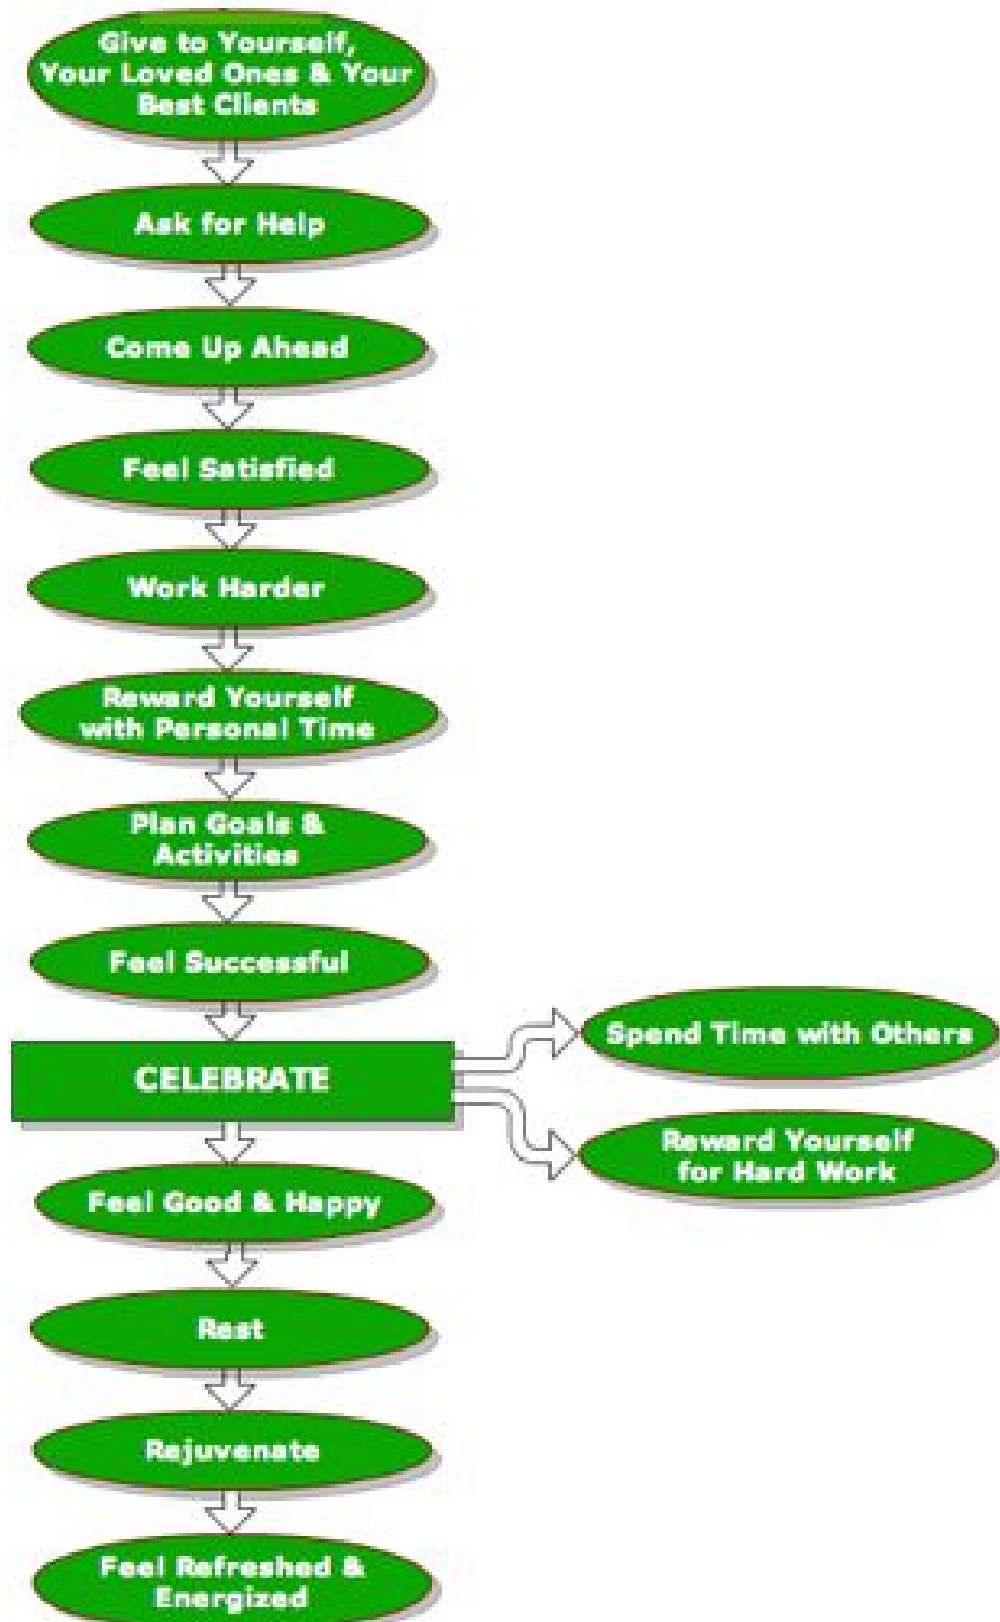 Give to Yourself,
Your Loved Ones & Your
Best Clients
Ask for Help
Come Up Ahead
Feel Satisfied
Work Harder
Reward Yourself
with Personal Time
Plan Goals &
Activities
Feel Successful
CELEBRATE
Spend Time with Others
Reward Yourself
for Hard Work
Feel Good & Happy
Rest
Rejuvenate
Feel Refreshed &
Energized